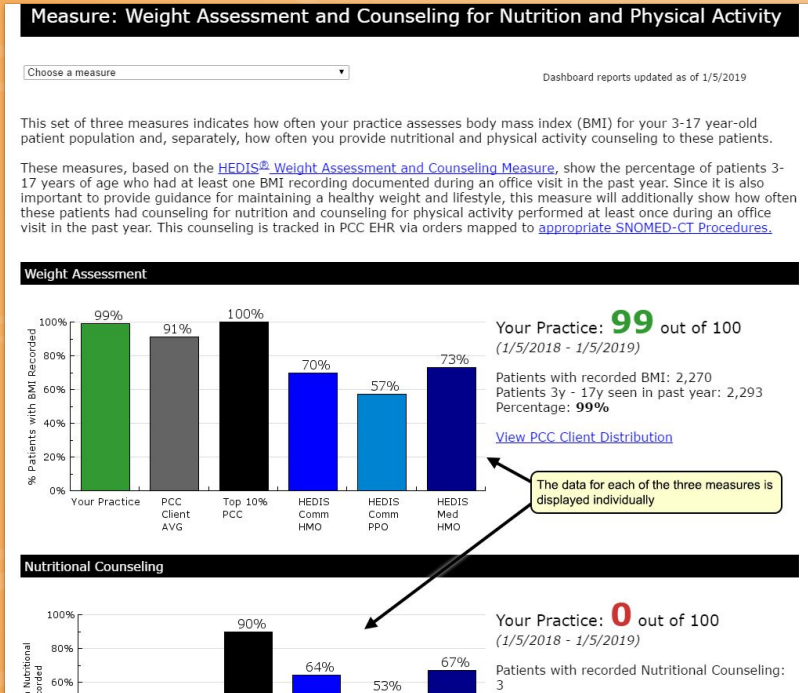 Measure: Weight Assessment and Counseling for Nutrition and Physical Activity
Choose a measure
Dashboard reports updated as of 1/5/2019
This set of three measures indicates how often your practice assesses body mass index (BMI) for your 3-17 year-old
patient population and, separately, how often you provide nutritional and physical activity counseling to these patients.
These measures, based on the HEDIS® Weight Assessment and Counseling Measure, show the percentage of patients 3-
17 years of age who had at least one BMI recording documented during an office visit in the past year. Since it is also
important to provide guidance for maintaining a healthy weight and lifestyle, this measure will additionally show how often
these patients had counseling for nutrition and counseling for physical activity performed at least once during an office
visit in the past year. This counseling is tracked in PCC EHR via orders mapped to appropriate SNOMED-CT Procedures.
Weight Assessment
% Patients with BMI Recorded
100%
80%
60%
40%
20%
0%
99%
91%
100%
70%
57%
73%
Your Practice
PCC
Client
AVG
Top 10%
PCC
HEDIS
Comm
HMO
HEDIS
Comm
PPO
HEDIS
Med
HMO
Your Practice: 99 out of 100
(1/5/2018 - 1/5/2019)
Patients with recorded BMI: 2,270
Patients 3y - 17y seen in past year: 2,293
Percentage: 99%
View PCC Client Distribution
The data for each of the three measures is
displayed individually
Nutritional Counseling
100%
80%
60%
90%
64%
53%
67%
Nutritional
Your Practice: 0 out of 100
(1/5/2018 - 1/5/2019)
Patients with recorded Nutritional Counseling:
3